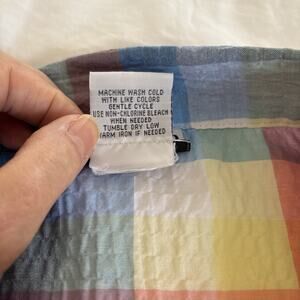 MACHINE WASH COLD
WITH LIKE COLORS
GENTLE CYCLE
USE NON-CHLORINE BLEACH
WHEN NEEDED
TUMBLE DRY LOW
WARM IRON IF NEEDED